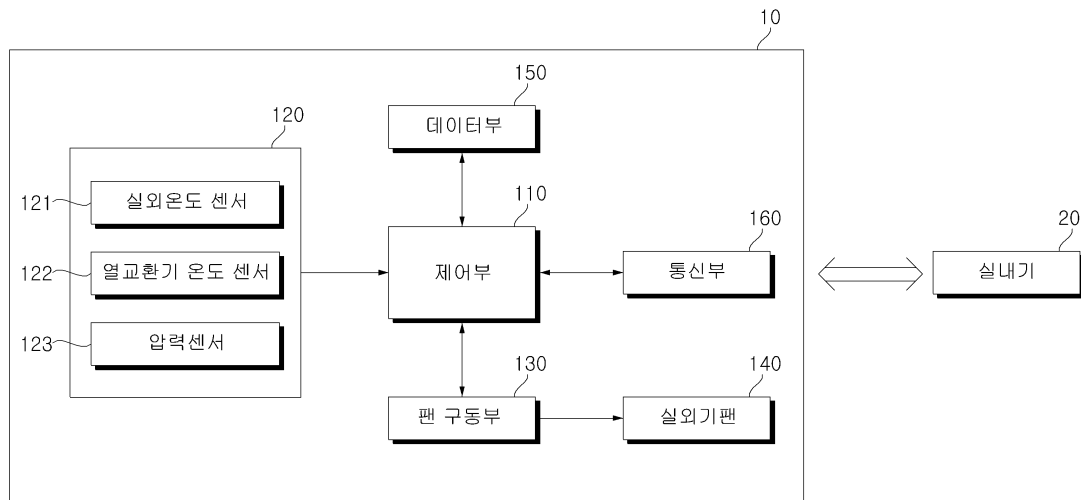 10
150
데이터부
120
121
실외온도 센서
110
160
20
122
열교환기 온도 센서
제어부
통신부
실내기
123
압력센서
130
140
팬 구동부
실외기팬